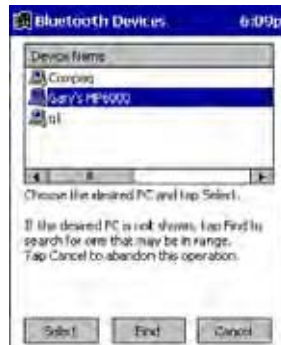 Bluetooth Devices 6:09p
Device Name
Compaq
Gary's MP6000
Choose the desired PC and tap Select.
If the desired PC is not shown, tap Find to
search for one that may be in range.
Tap Cancel to abandon this operation.
Select Find Cancel